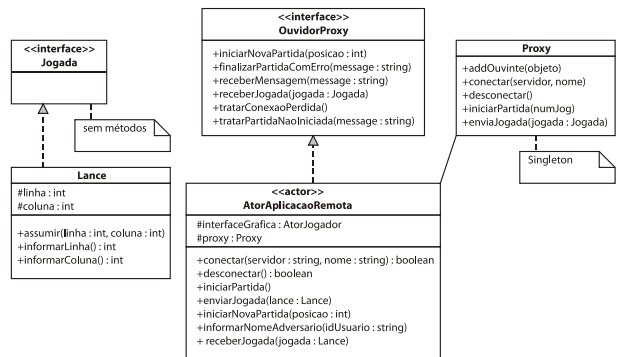 <<interface>>
Jogada
sem métodos
Lance
#linha : int
#coluna : int
+assumir(linha : int, coluna : int)
+informarLinha() : int
+informarColuna() : int
<<interface>>
OuvidorProxy
+iniciarNovaPartida(posicao : int)
+finalizarPartidaComErro(message : string)
+receberMensagem(message : string)
+receberJogada(jogada : Jogada)
+tratarConexaoPerdida()
+tratarPartidaNaoIniciada(message : string)
Proxy
+addOuvinte(objeto)
+conectar(servidor, nome)
+desconectar()
+iniciarPartida(numJog)
+enviaJogada(jogada : Jogada)
Singleton
<<actor>>
AtorAplicacaoRemota
#interfaceGrafica : AtorJogador
#proxy : Proxy
+conectar(servidor : string, nome : string) : boolean
+desconectar() : boolean
+iniciarPartida()
+enviarJogada(lance : Lance)
+iniciarNovaPartida(posicao : int)
+informarNomeAdversario(idUsuario : string)
+ receberJogada(jogada : Lance)